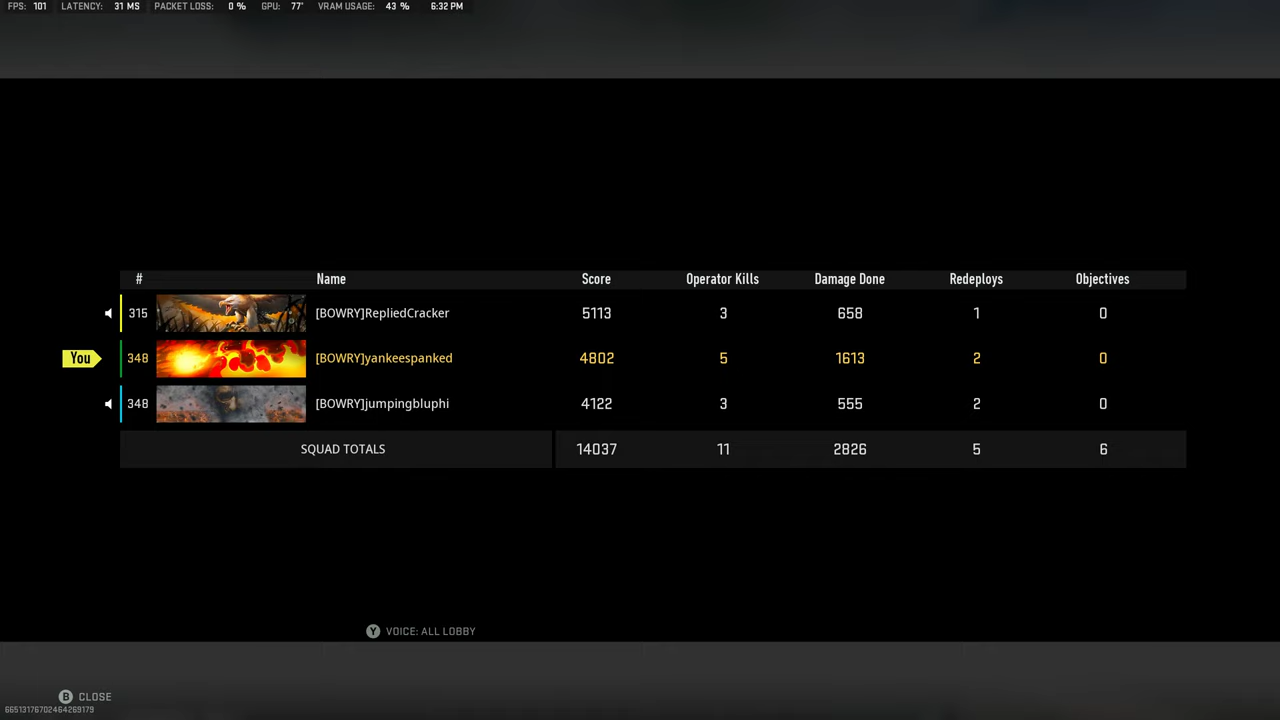 FPS: 101 LATENCY: 31 MS PACKET LOSS: 0 % GPU: 77° VRAM USAGE: 43 % 6:32 PM
# Name Score Operator Kills Damage Done Redeploys Objectives
315 [BOWRY]RepliedCracker 5113 3 658 1 0
You 348 [BOWRY]yankeespanked 4802 5 1613 2 0
348 [BOWRY]jumpingbluphi 4122 3 555 2 0
SQUAD TOTALS 14037 11 2826 5 6
Y VOICE: ALL LOBBY
B CLOSE
66513176702464269179